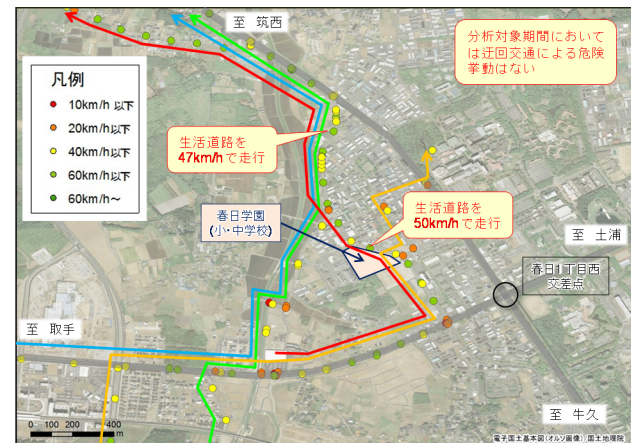 至 筑西
分析対象期間において
は迂回交通による危険
挙動はない
凡例
10km/h 以下
20km/h 以下
40km/h以下
60km/h以下
60km/h～
生活道路を
47km/hで走行
春日学園
(小・中学校)
生活道路を
50km/hで走行
至 土浦
春日1丁目西
交差点
至 取手
至 牛久
0 100 200 400
m
電子国土基本図(オルソ画像) 国土地理院